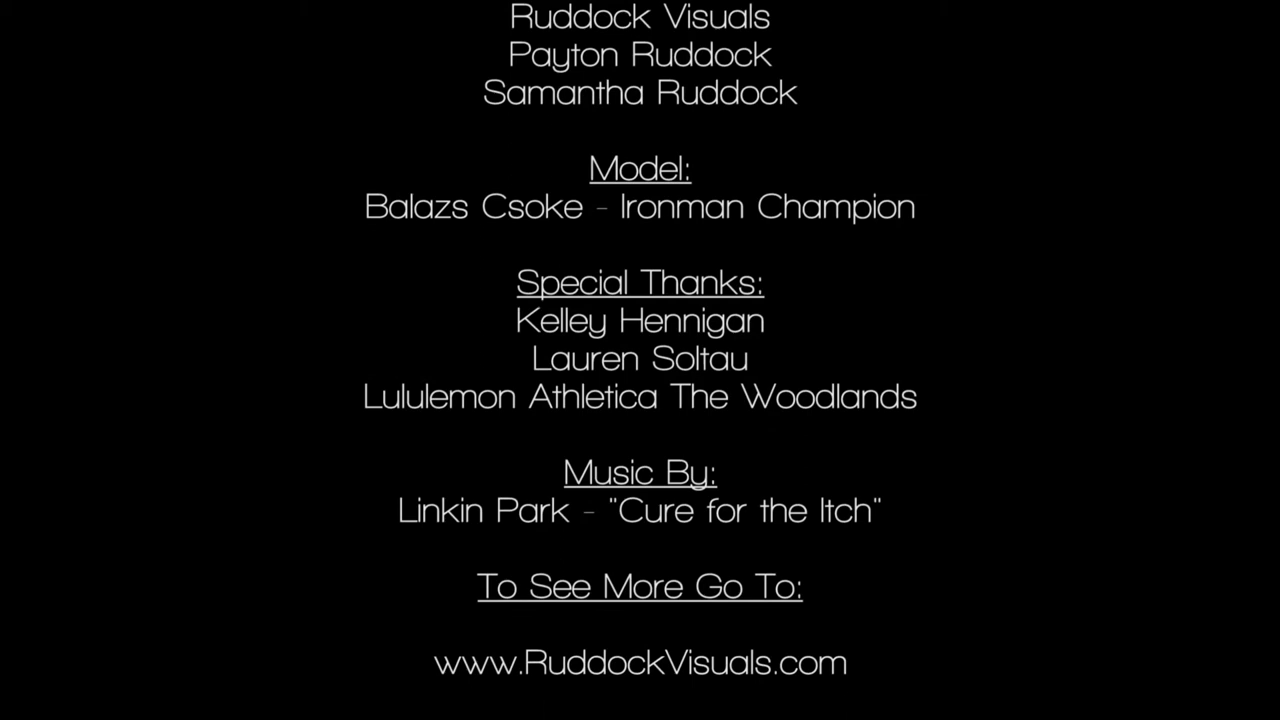 Ruddock Visuals
Payton Ruddock
Samantha Ruddock
Model:
Balazs Csoke - Ironman Champion
Special Thanks:
Kelley Hennigan
Lauren Soltau
Lululemon Athletica The Woodlands
Music By:
Linkin Park - "Cure for the Itch"
To See More Go To:
www.RuddockVisuals.com